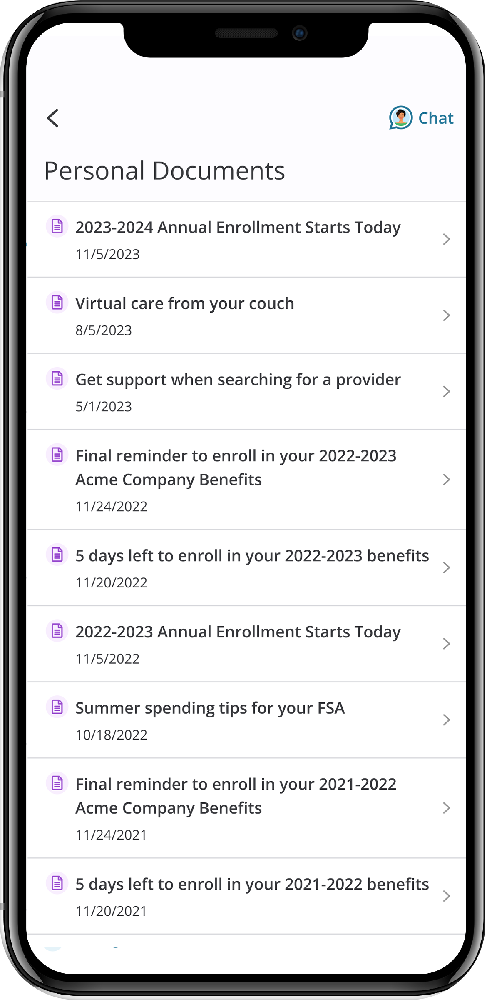 Chat
Personal Documents
2023-2024 Annual Enrollment Starts Today
11/5/2023
Virtual care from your couch
8/5/2023
Get support when searching for a provider
5/1/2023
Final reminder to enroll in your 2022-2023
Acme Company Benefits
11/24/2022
5 days left to enroll in your 2022-2023 benefits
11/20/2022
2022-2023 Annual Enrollment Starts Today
11/5/2022
Summer spending tips for your FSA
10/18/2022
Final reminder to enroll in your 2021-2022
Acme Company Benefits
11/24/2021
5 days left to enroll in your 2021-2022 benefits
11/20/2021